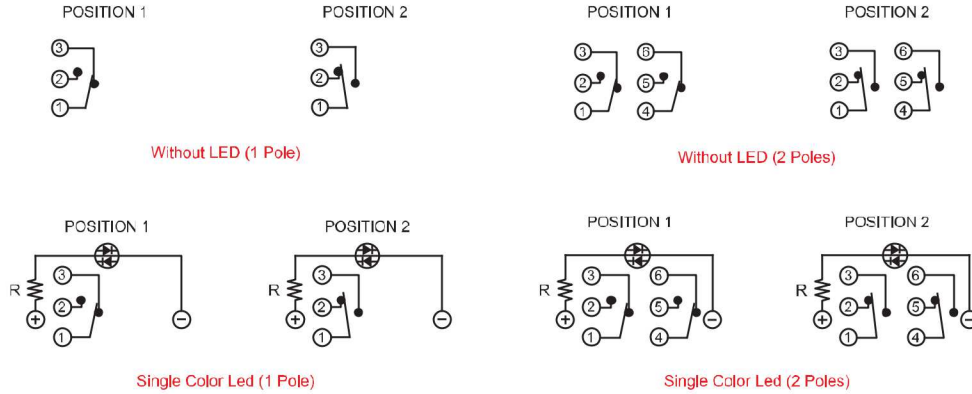 POSITION 1
POSITION 2
POSITION 1
POSITION 2
3
2
1
3
2
1
3 6
2 5
1 4
3 6
2 5
1 4
Without LED (1 Pole)
Without LED (2 Poles)
POSITION 1
POSITION 2
POSITION 1
POSITION 2
3
R 2
+ −
1
3
R 2
+ −
1
3 6
R 2 5
+ −
1 4
3 6
R 2 5
+ −
1 4
Single Color Led (1 Pole)
Single Color Led (2 Poles)